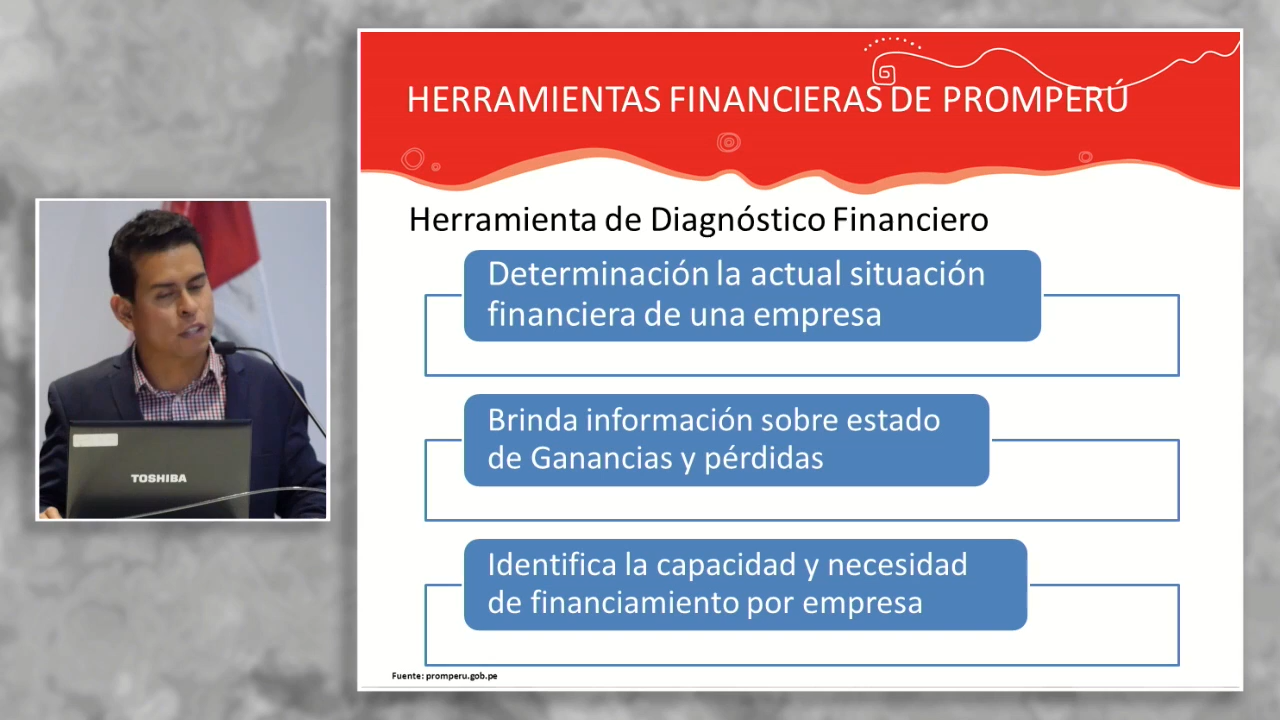 HERRAMIENTAS FINANCIERAS DE PROMPERÚ
Herramienta de Diagnóstico Financiero
Determinación la actual situación
financiera de una empresa
Brinda información sobre estado
de Ganancias y pérdidas
Identifica la capacidad y necesidad
de financiamiento por empresa
Fuente: promperu.gob.pe
TOSHIBA